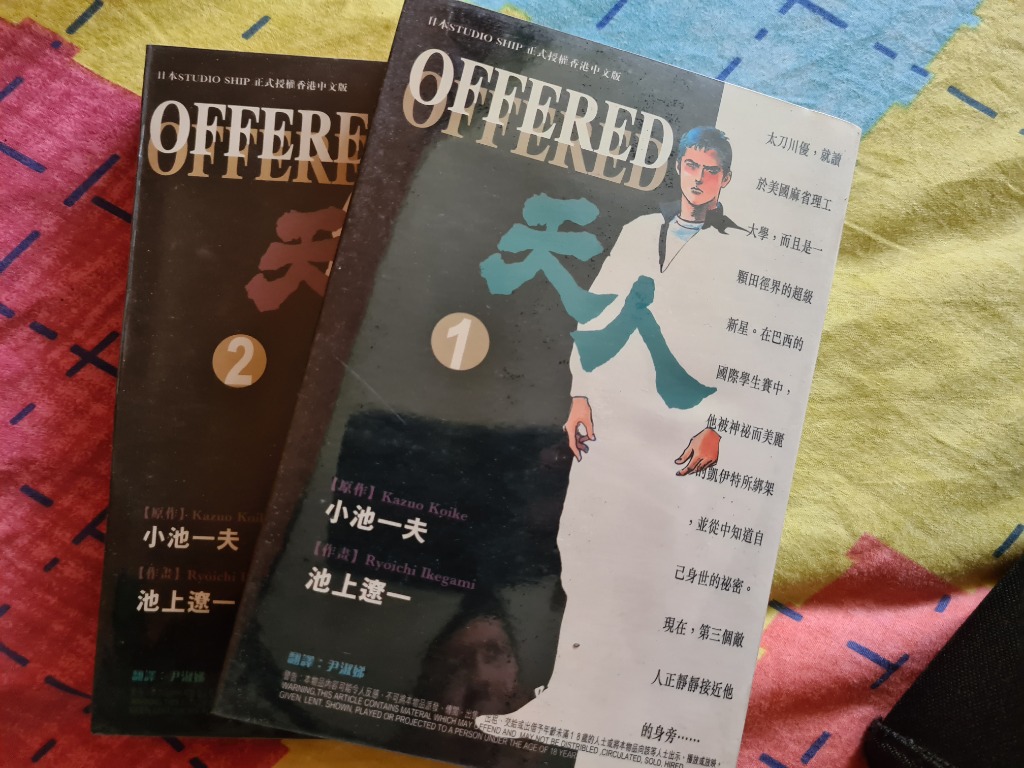 日本STUDIO SHIP 正式授權香港中文版
OFFERED
2
【原作】
小池一夫
【作畫】Ryoichi
池上遼一
日本STUDIO SHIP 正式授權香港中文版
OFFERED
天人
1
【原作】Kazuo Koike
小池一夫
【作畫】Ryoichi Ikegami
池上遼一
WARNING, THIS ARTICLE CONTAINS MATERAL WHICH MAY OFFEND AND MAY NOT BE DISTRIBED, CIRCULATED, SOLD, HIRED,
GIVEN, LENT, SHOWN, PLAYED OR PROJECTED TO A PERSON UNDER THE AGE OF 18 YEAR
太刀川優，就讀
於美國麻省理工
大學，而且是一
顆田徑界的超級
新星。在巴西的
國際學生賽中，
他被神祕而美麗
的凱伊特所綁架
，並從中知道自
己身世的祕密。
現在，第三個敵
人正靜靜接近他
的身旁……